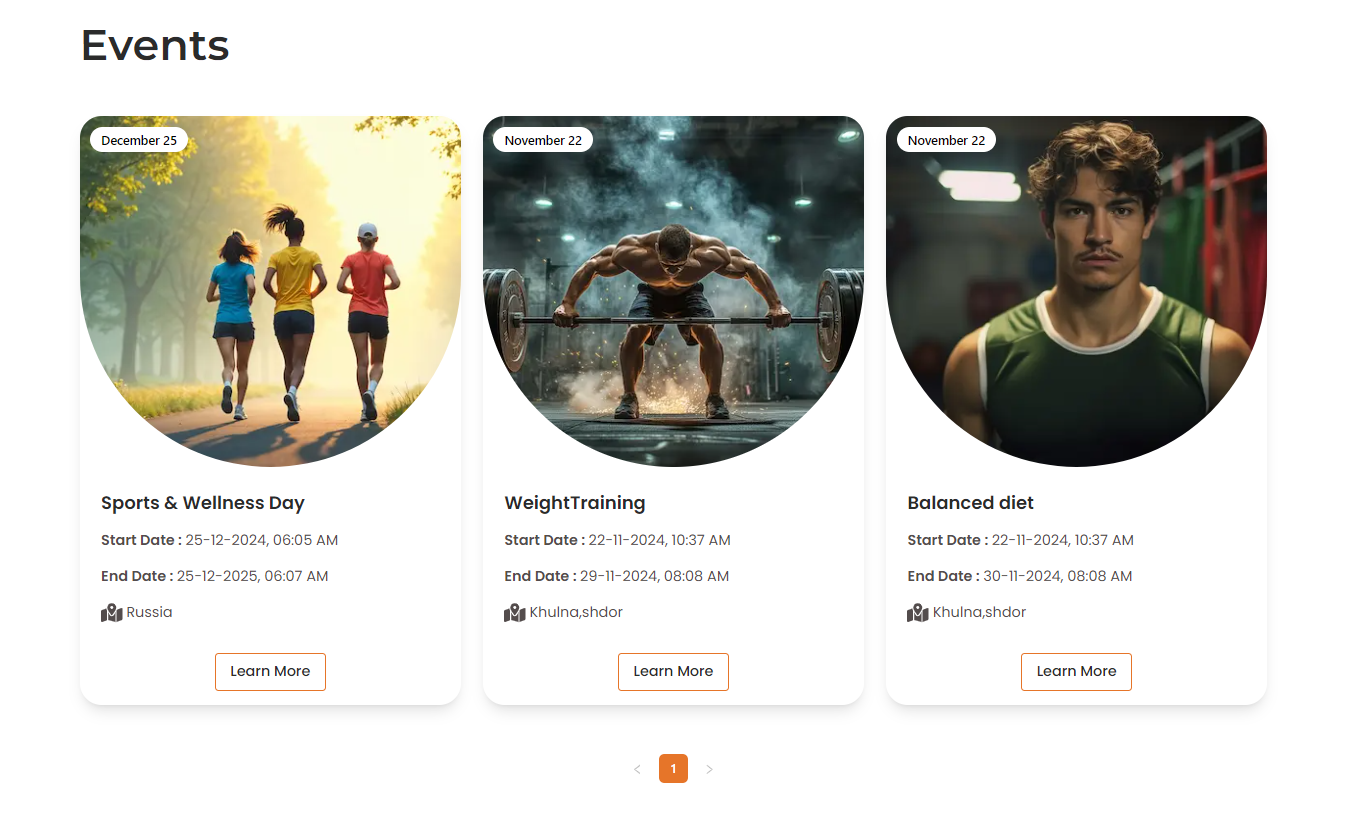 Events
December 25
Sports & Wellness Day
Start Date : 25-12-2024, 06:05 AM
End Date : 25-12-2025, 06:07 AM
Russia
Learn More
November 22
WeightTraining
Start Date : 22-11-2024, 10:37 AM
End Date : 29-11-2024, 08:08 AM
Khulna,shdor
Learn More
November 22
Balanced diet
Start Date : 22-11-2024, 10:37 AM
End Date : 30-11-2024, 08:08 AM
Khulna,shdor
Learn More
< 1 >